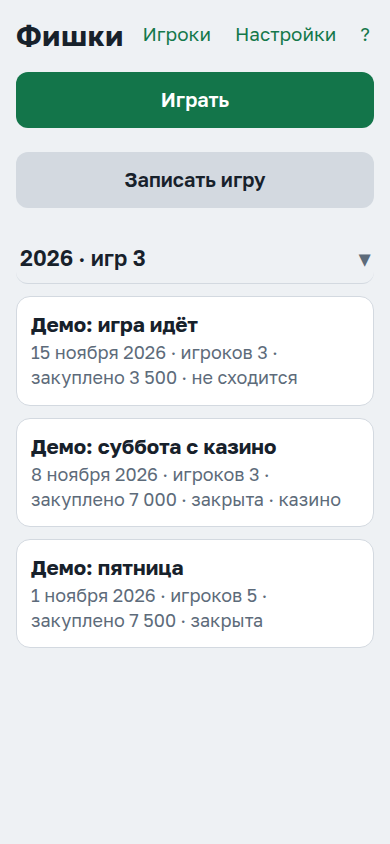 Фишки Игроки Настройки ?
Играть
Записать игру
2026 · игр 3 ▼
Демо: игра идёт
15 ноября 2026 · игроков 3 ·
закуплено 3 500 · не сходится
Демо: суббота с казино
8 ноября 2026 · игроков 3 ·
закуплено 7 000 · закрыта · казино
Демо: пятница
1 ноября 2026 · игроков 5 ·
закуплено 7 500 · закрыта